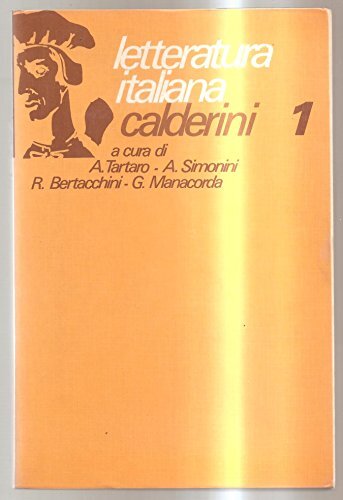 letteratura
italiana
calderini 1
a cura di
A. Tartaro - A. Simonini
R. Bertacchini - G. Manacorda